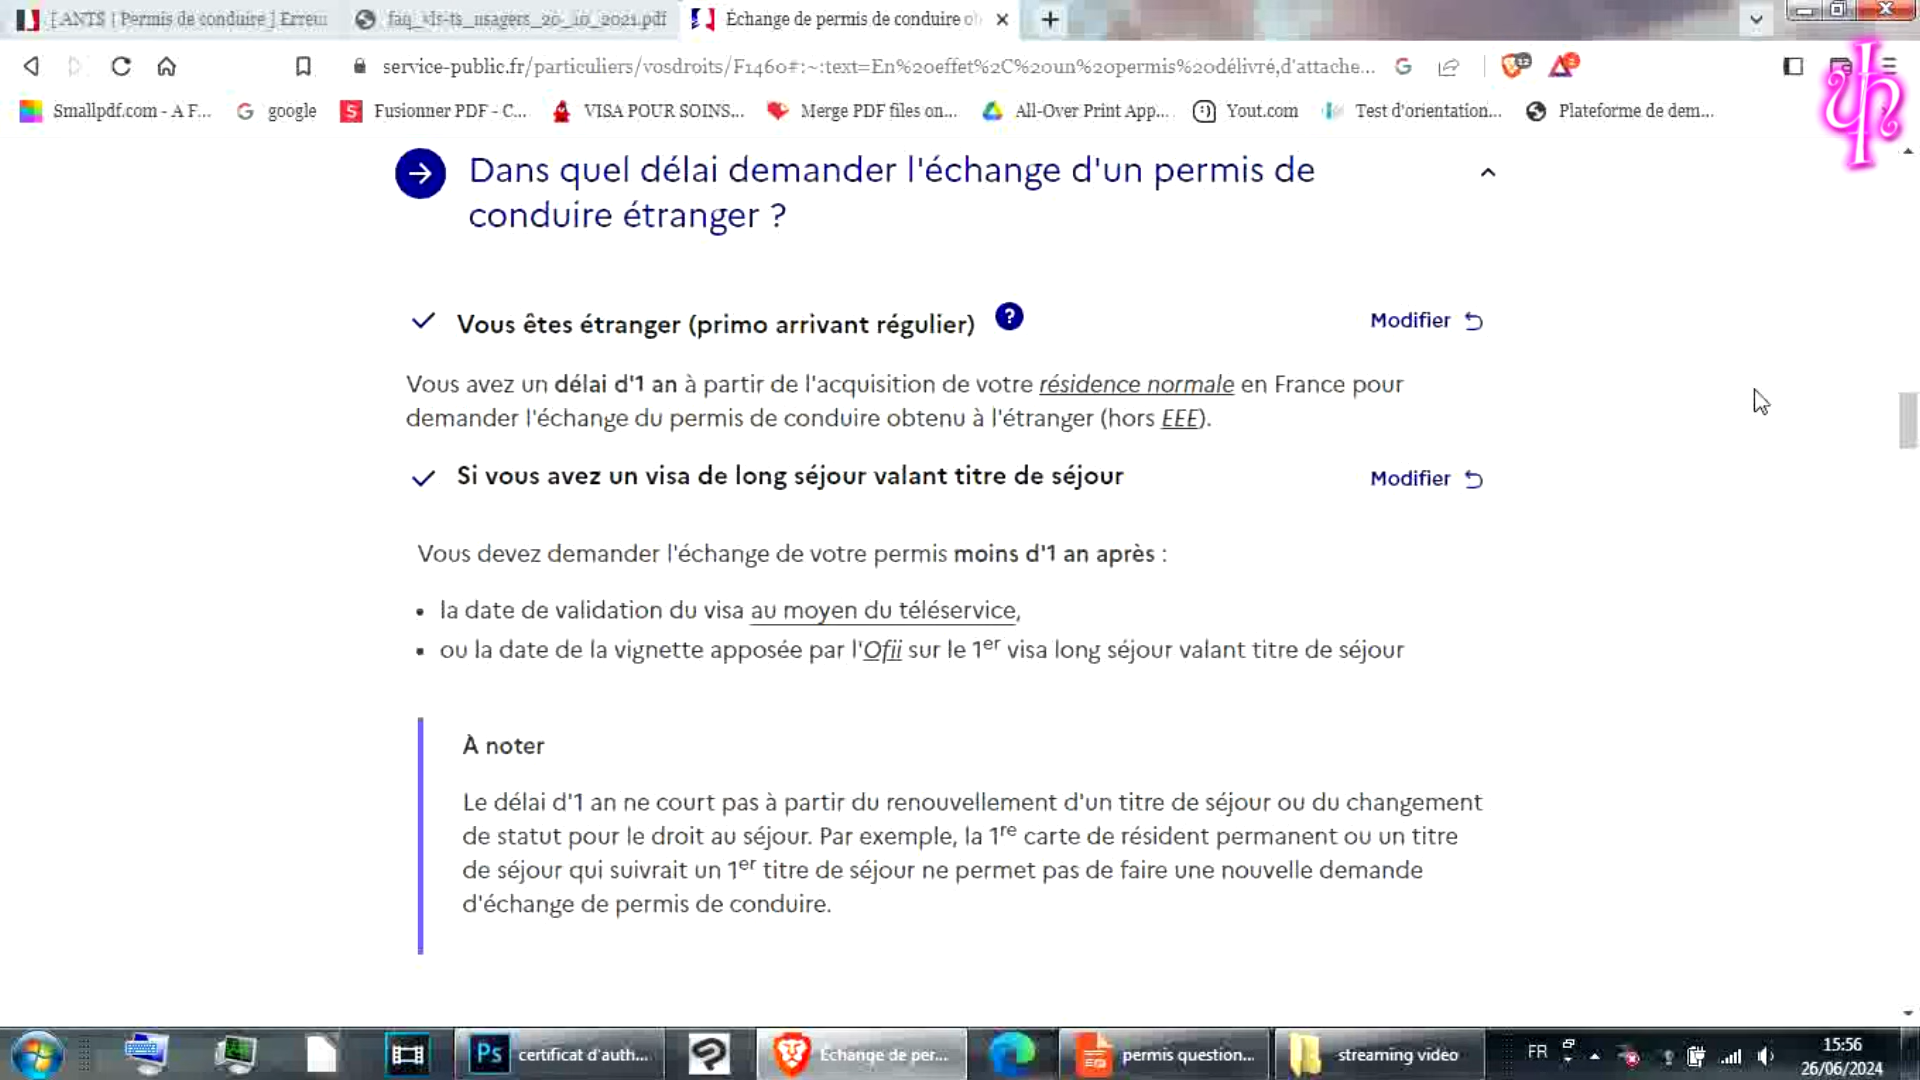 [ ANTS | Permis de conduire ] Erreur
faq_vls-ts_usagers_20_10_2021.pdf
Échange de permis de conduire o
service-public.fr/particuliers/vosdroits/F1460#:~:text=En%20effet%2C%20un%20permis%20délivré,d'attache...
Smallpdf.com - A F...
google
Fusionner PDF - C...
VISA POUR SOINS...
Merge PDF files on...
All-Over Print App...
Yout.com
Test d'orientation...
Plateforme de dem...
Dans quel délai demander l'échange d'un permis de
conduire étranger ?
Vous êtes étranger (primo arrivant régulier) ?
Modifier
Vous avez un délai d'1 an à partir de l'acquisition de votre résidence normale en France pour
demander l'échange du permis de conduire obtenu à l'étranger (hors EEE).
Si vous avez un visa de long séjour valant titre de séjour
Modifier
Vous devez demander l'échange de votre permis moins d'1 an après :
• la date de validation du visa au moyen du téléservice,
• ou la date de la vignette apposée par l'Ofii sur le 1er visa long séjour valant titre de séjour
À noter
Le délai d'1 an ne court pas à partir du renouvellement d'un titre de séjour ou du changement
de statut pour le droit au séjour. Par exemple, la 1re carte de résident permanent ou un titre
de séjour qui suivrait un 1er titre de séjour ne permet pas de faire une nouvelle demande
d'échange de permis de conduire.
Ps
certificat d'auth...
Échange de per...
permis question...
streaming video
FR
15:56
26/06/2024